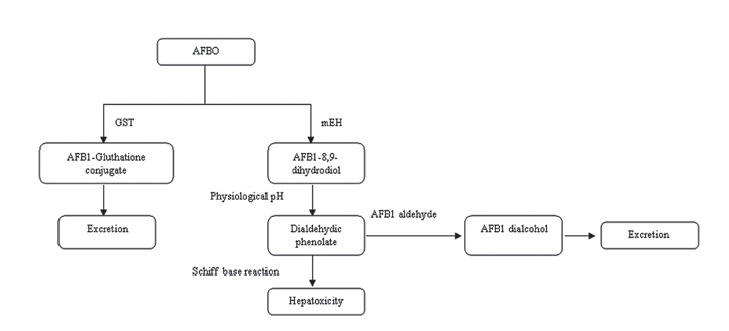 AFBO
GST
mEH
AFB1-Gluthatione
conjugate
AFB1-8,9-
dihydrodiol
Physiological pH
Excretion
Dialdehydic
phenolate
AFB1 aldehyde
AFB1 dialcohol
Excretion
Schiff base reaction
Hepatoxicity